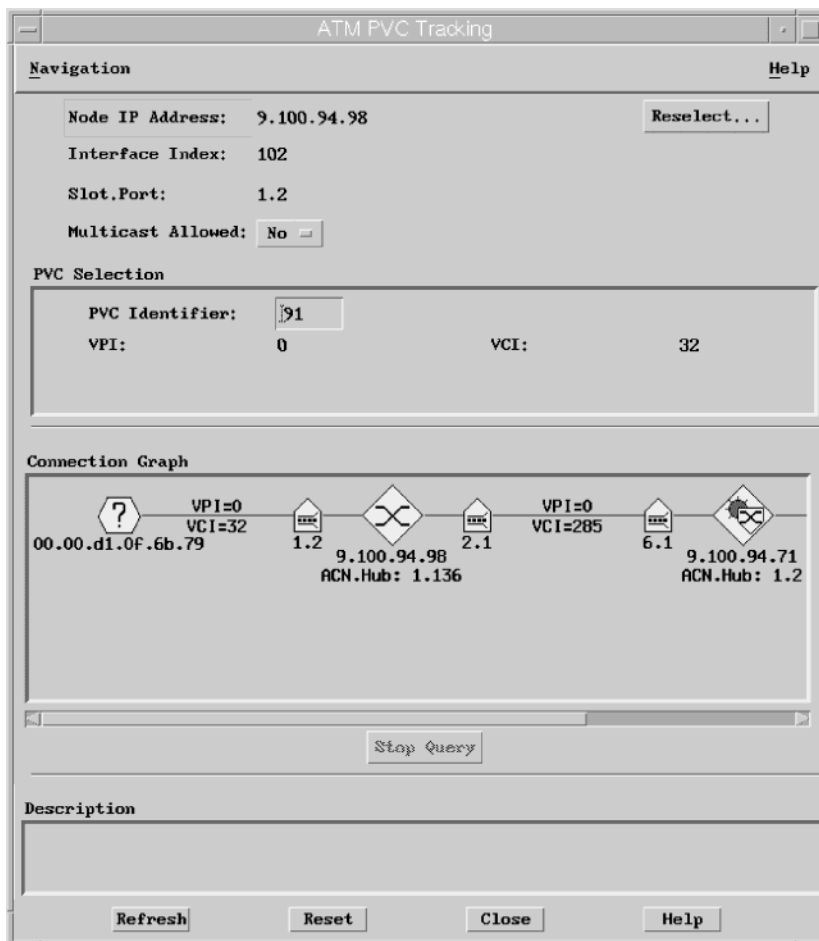 ATM PVC Tracking
Navigation Help
Node IP Address: 9.100.94.98 Reselect...
Interface Index: 102
Slot.Port: 1.2
Multicast Allowed: No
PVC Selection
PVC Identifier: 91
VPI: 0 VCI: 32
Connection Graph
? VPI=0 VPI=0
VCI=32 VCI=285
00.00.d1.0f.6b.79 1.2 2.1 6.1
9.100.94.98 9.100.94.71
ACN.Hub: 1.136 ACN.Hub: 1.2
Stop Query
Description
Refresh Reset Close Help